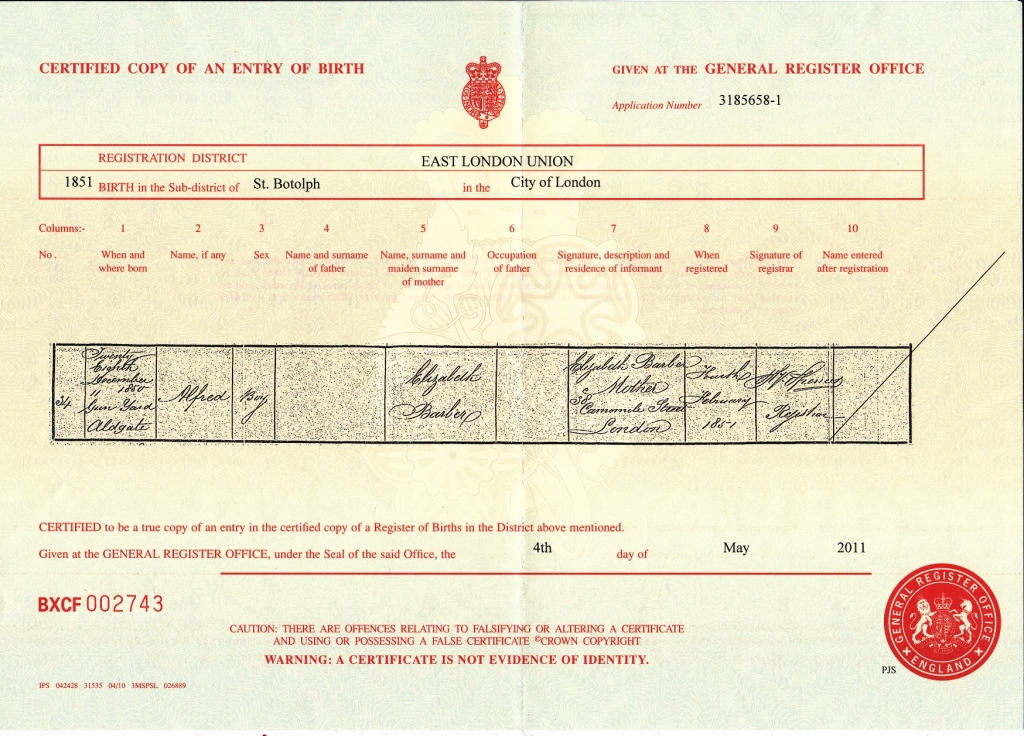 CERTIFIED COPY OF AN ENTRY OF BIRTH
GIVEN AT THE GENERAL REGISTER OFFICE
Application Number 3185658-1
REGISTRATION DISTRICT EAST LONDON UNION
1851 BIRTH in the Sub-district of St. Botolph in the City of London
Columns:- 1 2 3 4 5 6 7 8 9 10
No. When and where born Name, if any Sex Name and surname of father Name, surname and maiden surname of mother Occupation of father Signature, description and residence of informant When registered Signature of registrar Name entered after registration
34
Twenty
Eighth
December
1850
11
Gun Yard
Aldgate
Alfred
Boy
Elizabeth
Barber
Elizabeth Barber
Mother
38
Camomile Street
London
Fourth
February
1851
Registrar
CERTIFIED to be a true copy of an entry in the certified copy of a Register of Births in the District above mentioned.
Given at the GENERAL REGISTER OFFICE, under the Seal of the said Office, the 4th day of May 2011
BXCF 002743
CAUTION: THERE ARE OFFENCES RELATING TO FALSIFYING OR ALTERING A CERTIFICATE
AND USING OR POSSESSING A FALSE CERTIFICATE ©CROWN COPYRIGHT
WARNING: A CERTIFICATE IS NOT EVIDENCE OF IDENTITY.
GENERAL REGISTER OFFICE
ENGLAND
PJS
IPS 042428 31535 04/10 3MSPSL 026889